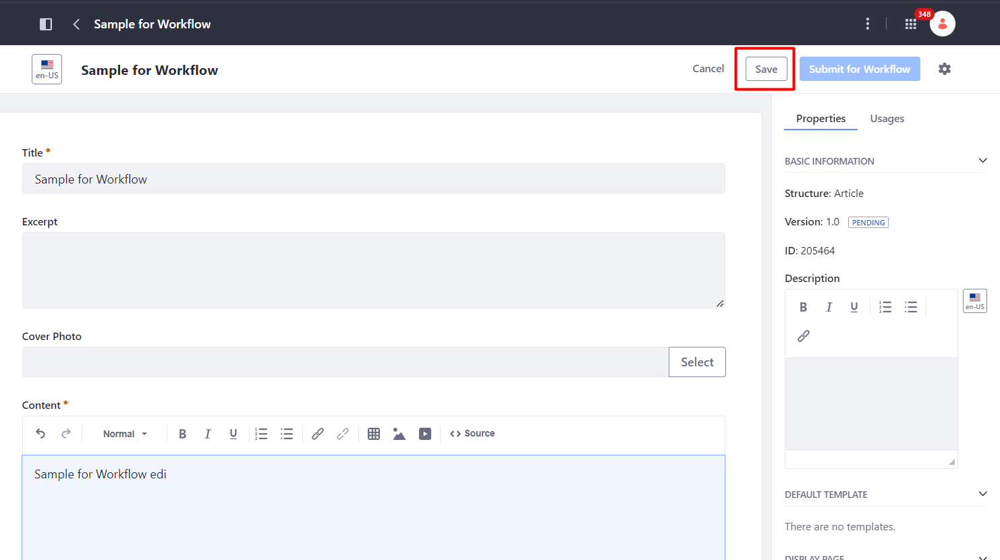 Sample for Workflow
348
en-US
Sample for Workflow
Cancel
Save
Submit for Workflow
Properties
Usages
Title *
Sample for Workflow
BASIC INFORMATION
Structure: Article
Excerpt
Version: 1.0 PENDING
ID: 205464
Description
B I U
en-US
Cover Photo
Select
Content *
Normal B I U Source
Sample for Workflow edi
DEFAULT TEMPLATE
There are no templates.
DISPLAY PAGE